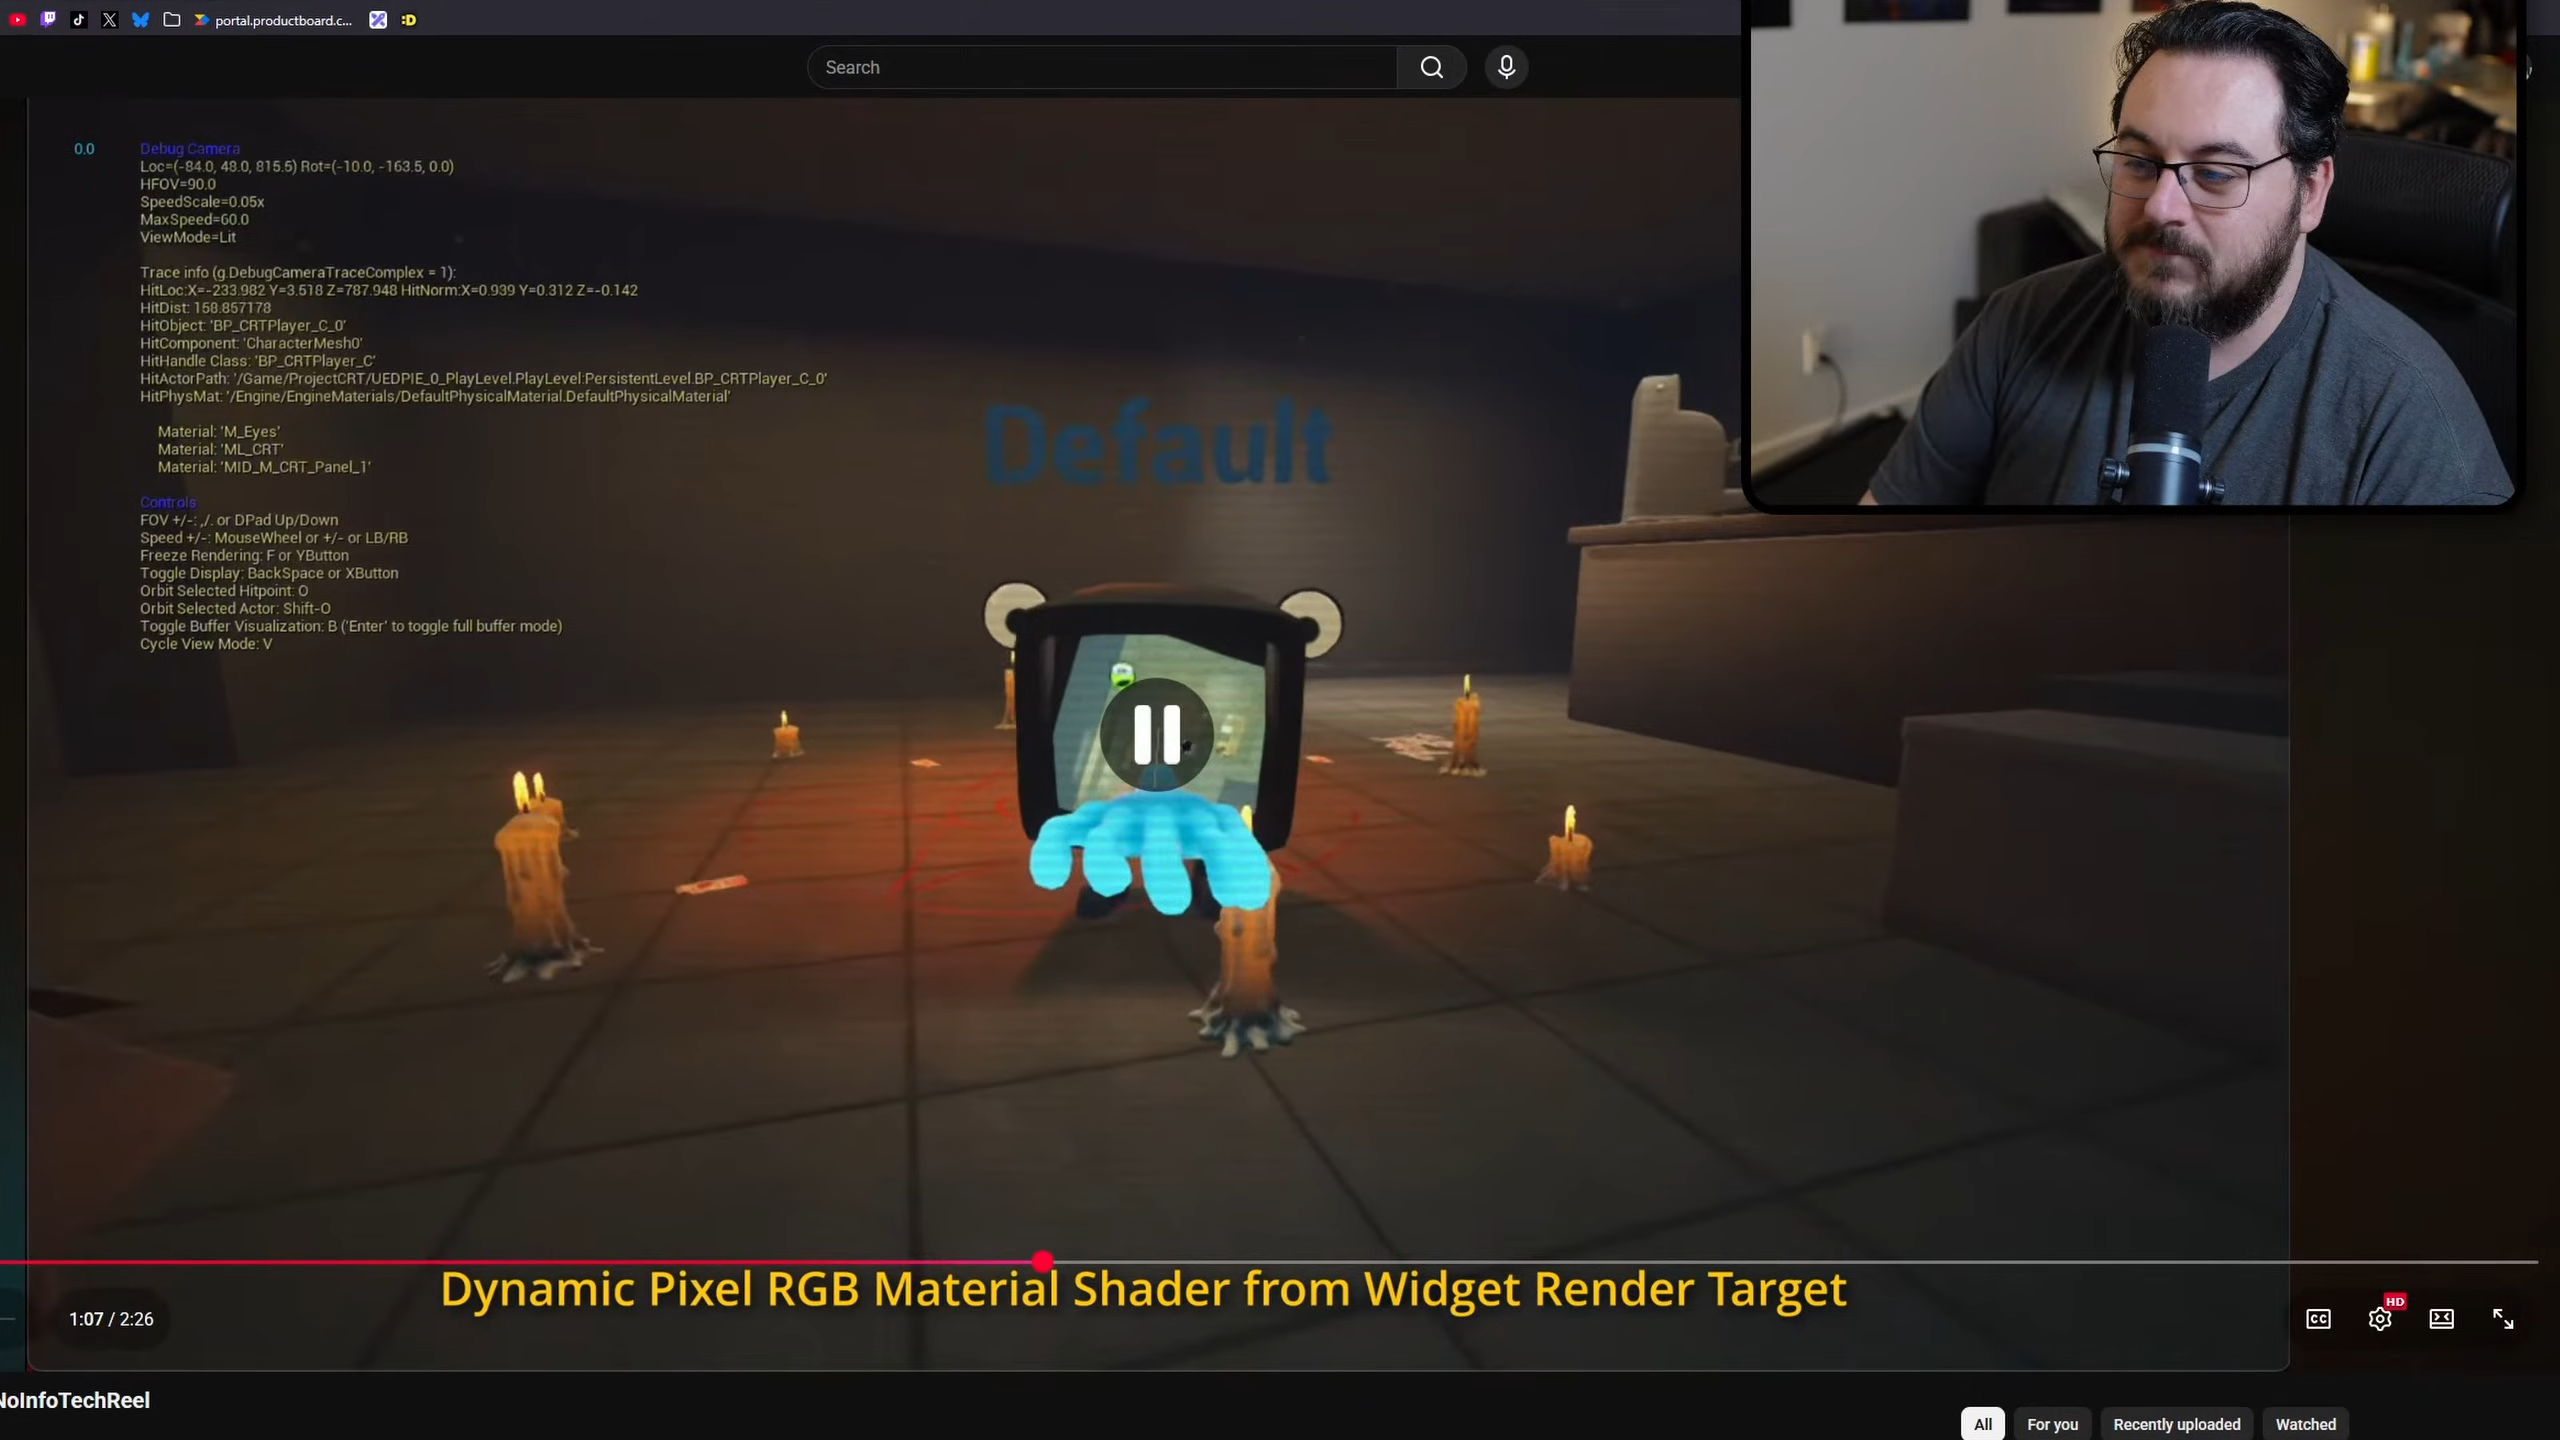 portal.productboard.c...
Search
0.0
Debug Camera
Loc=(-84.0, 48.0, 815.5) Rot=(-10.0, -163.5, 0.0)
HFOV=90.0
SpeedScale=0.05x
MaxSpeed=60.0
ViewMode=Lit
Trace info (g.DebugCameraTraceComplex = 1):
HitLoc:X=-233.982 Y=3.518 Z=787.948 HitNorm:X=0.939 Y=0.312 Z=-0.142
HitDist: 158.857178
HitObject: 'BP_CRTPlayer_C_0'
HitComponent: 'CharacterMesh0'
HitHandle Class: 'BP_CRTPlayer_C'
HitActorPath: '/Game/ProjectCRT/UEDPIE_0_PlayLevel.PlayLevel:PersistentLevel.BP_CRTPlayer_C_0'
HitPhysMat: '/Engine/EngineMaterials/DefaultPhysicalMaterial.DefaultPhysicalMaterial'
Material: 'M_Eyes'
Material: 'ML_CRT'
Material: 'MID_M_CRT_Panel_1'
Controls
FOV +/-: ,/. or DPad Up/Down
Speed +/-: MouseWheel or +/- or LB/RB
Freeze Rendering: F or YButton
Toggle Display: BackSpace or XButton
Orbit Selected Hitpoint: O
Orbit Selected Actor: Shift-O
Toggle Buffer Visualization: B ('Enter' to toggle full buffer mode)
Cycle View Mode: V
Default
Dynamic Pixel RGB Material Shader from Widget Render Target
1:07 / 2:26
CC
HD
NoInfoTechReel
All
For you
Recently uploaded
Watched